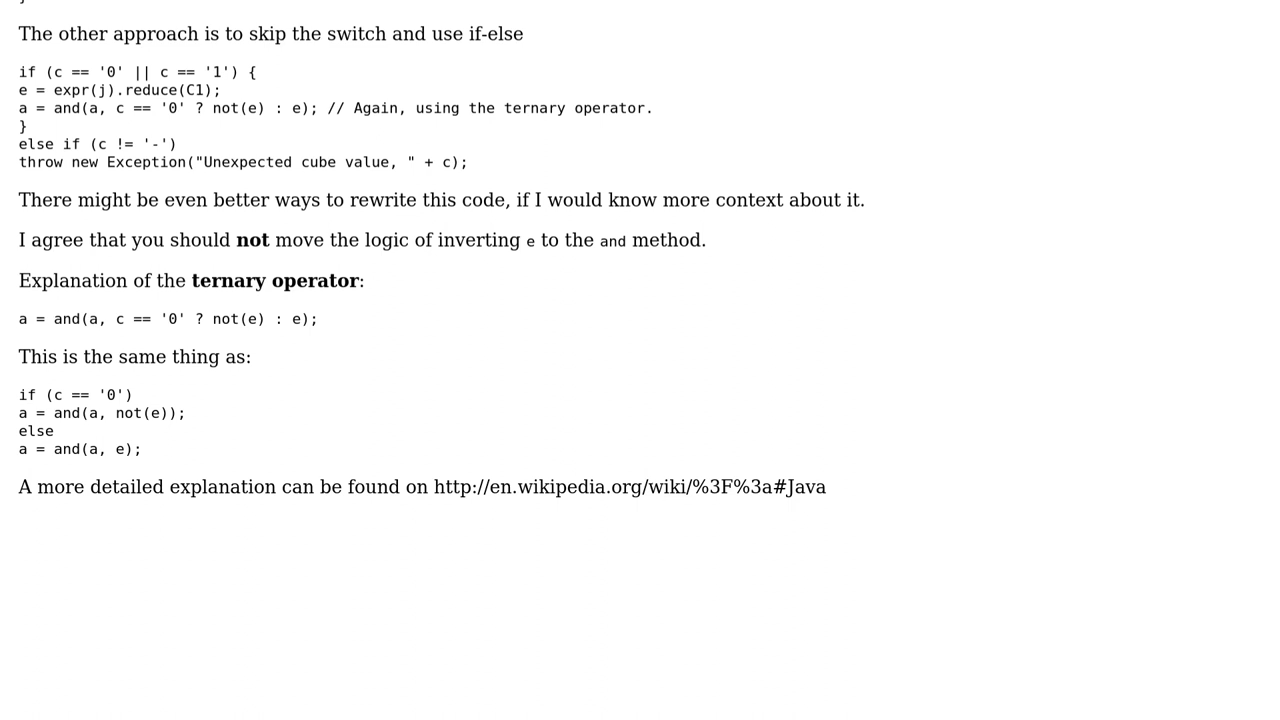 The other approach is to skip the switch and use if-else
if (c == '0' || c == '1') {
e = expr(j).reduce(C1);
a = and(a, c == '0' ? not(e) : e); // Again, using the ternary operator.
}
else if (c != '-')
throw new Exception("Unexpected cube value, " + c);
There might be even better ways to rewrite this code, if I would know more context about it.
I agree that you should not move the logic of inverting e to the and method.
Explanation of the ternary operator:
a = and(a, c == '0' ? not(e) : e);
This is the same thing as:
if (c == '0')
a = and(a, not(e));
else
a = and(a, e);
A more detailed explanation can be found on http://en.wikipedia.org/wiki/%3F%3a#Java